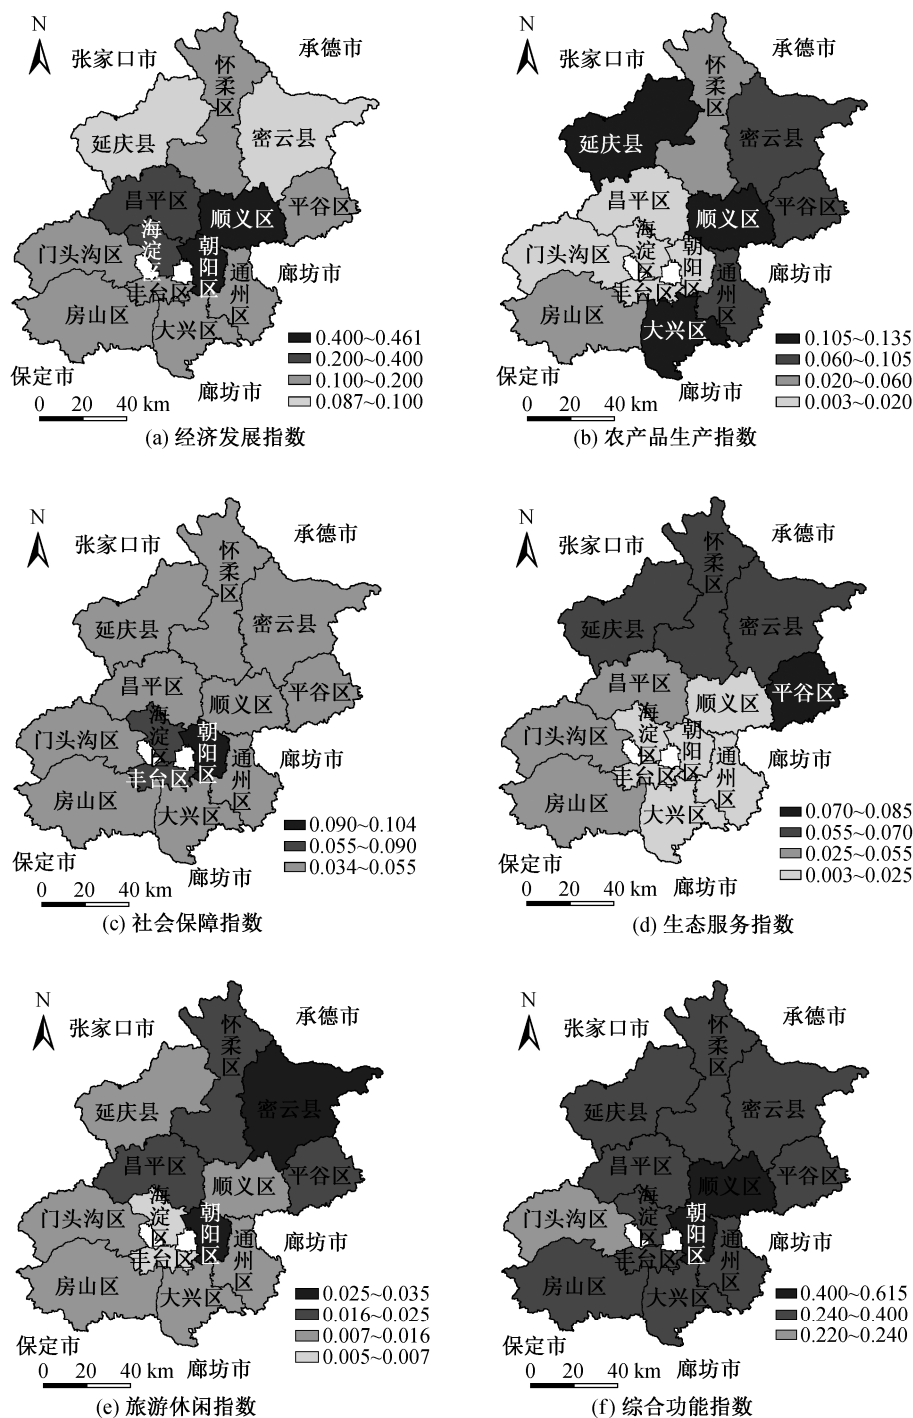 N
张家口市
承德市
怀柔区
延庆县
密云县
昌平区
顺义区
平谷区
海淀区
朝阳区
门头沟区
丰台区
通州区
廊坊市
房山区
大兴区
保定市
廊坊市
0.400~0.461
0.200~0.400
0.100~0.200
0.087~0.100
0 20 40 km
(a) 经济发展指数
N
张家口市
承德市
怀柔区
延庆县
密云县
昌平区
顺义区
平谷区
海淀区
朝阳区
门头沟区
丰台区
通州区
廊坊市
房山区
大兴区
保定市
廊坊市
0.105~0.135
0.060~0.105
0.020~0.060
0.003~0.020
0 20 40 km
(b) 农产品生产指数
N
张家口市
承德市
怀柔区
延庆县
密云县
昌平区
顺义区
平谷区
海淀区
朝阳区
门头沟区
丰台区
通州区
廊坊市
房山区
大兴区
保定市
廊坊市
0.090~0.104
0.055~0.090
0.034~0.055
0 20 40 km
(c) 社会保障指数
N
张家口市
承德市
怀柔区
延庆县
密云县
昌平区
顺义区
平谷区
海淀区
朝阳区
门头沟区
丰台区
通州区
廊坊市
房山区
大兴区
保定市
廊坊市
0.070~0.085
0.055~0.070
0.025~0.055
0.003~0.025
0 20 40 km
(d) 生态服务指数
N
张家口市
承德市
怀柔区
延庆县
密云县
昌平区
顺义区
平谷区
海淀区
朝阳区
门头沟区
丰台区
通州区
廊坊市
房山区
大兴区
保定市
廊坊市
0.025~0.035
0.016~0.025
0.007~0.016
0.005~0.007
0 20 40 km
(e) 旅游休闲指数
N
张家口市
承德市
怀柔区
延庆县
密云县
昌平区
顺义区
平谷区
海淀区
朝阳区
门头沟区
丰台区
通州区
廊坊市
房山区
大兴区
保定市
廊坊市
0.400~0.615
0.240~0.400
0.220~0.240
0 20 40 km
(f) 综合功能指数